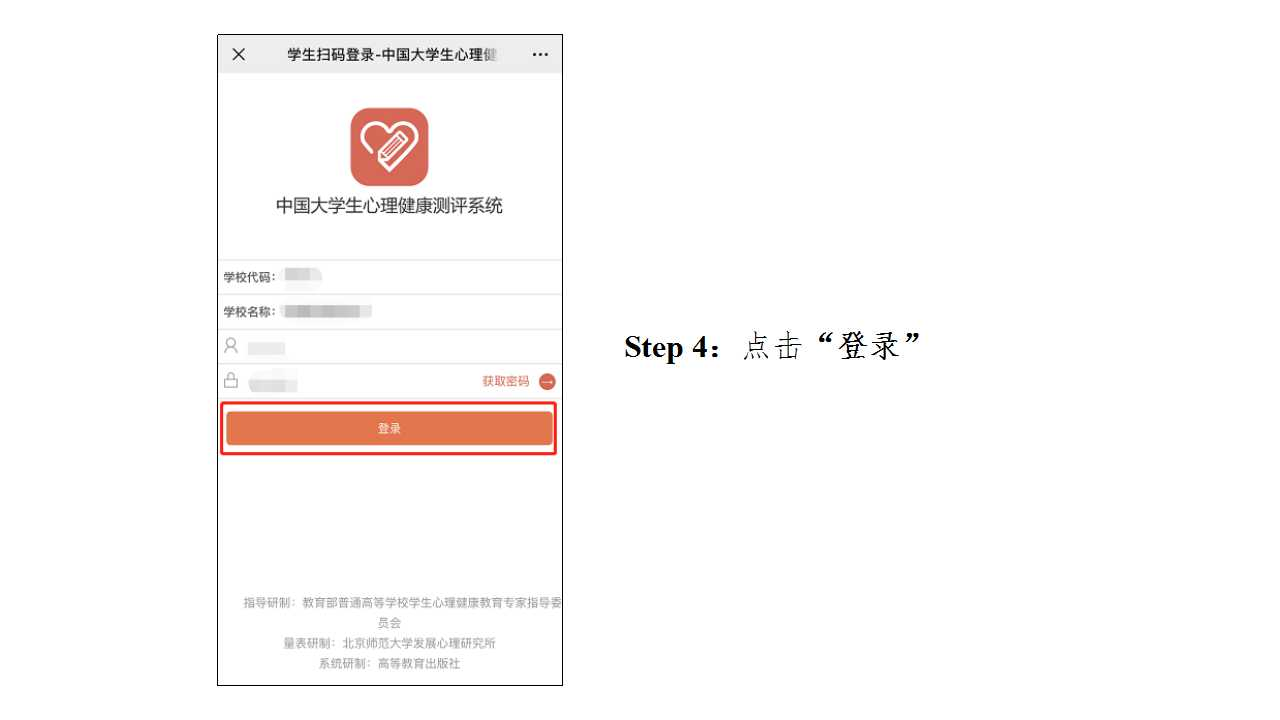 学生扫码登录-中国大学生心理健
中国大学生心理健康测评系统
学校代码：
学校名称：
获取密码
登录
Step 4：点击“登录”
指导研制：教育部普通高等学校学生心理健康教育专家指导委
员会
量表研制：北京师范大学发展心理研究所
系统研制：高等教育出版社